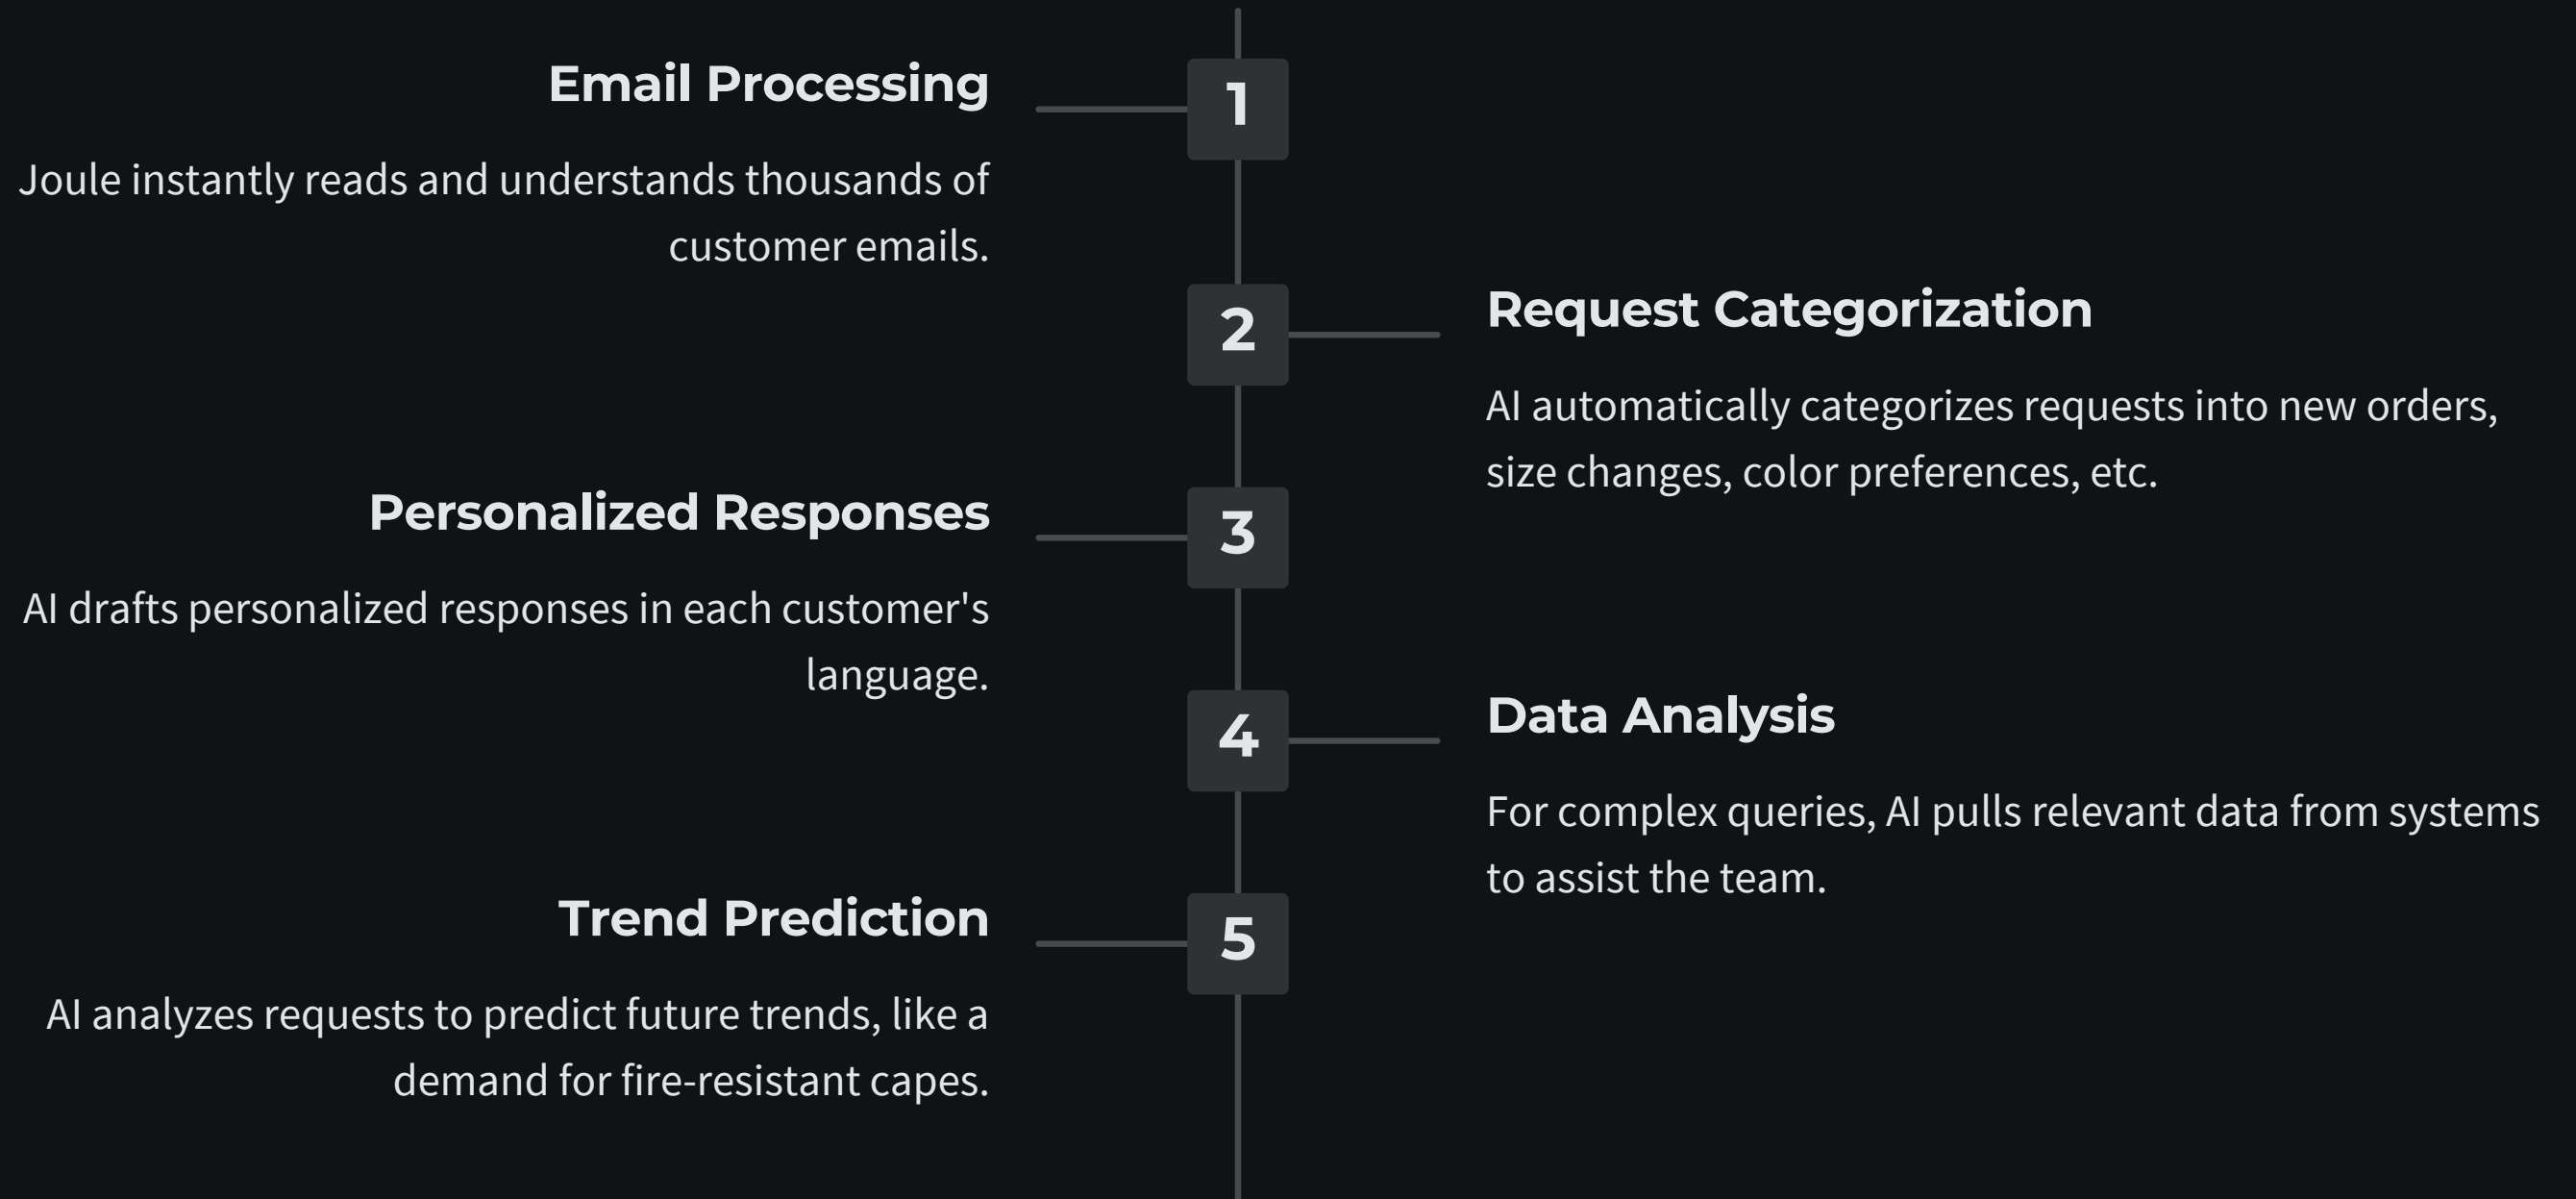 1
Email Processing
Joule instantly reads and understands thousands of
customer emails.
2
Request Categorization
AI automatically categorizes requests into new orders,
size changes, color preferences, etc.
3
Personalized Responses
AI drafts personalized responses in each customer's
language.
4
Data Analysis
For complex queries, AI pulls relevant data from systems
to assist the team.
5
Trend Prediction
AI analyzes requests to predict future trends, like a
demand for fire-resistant capes.